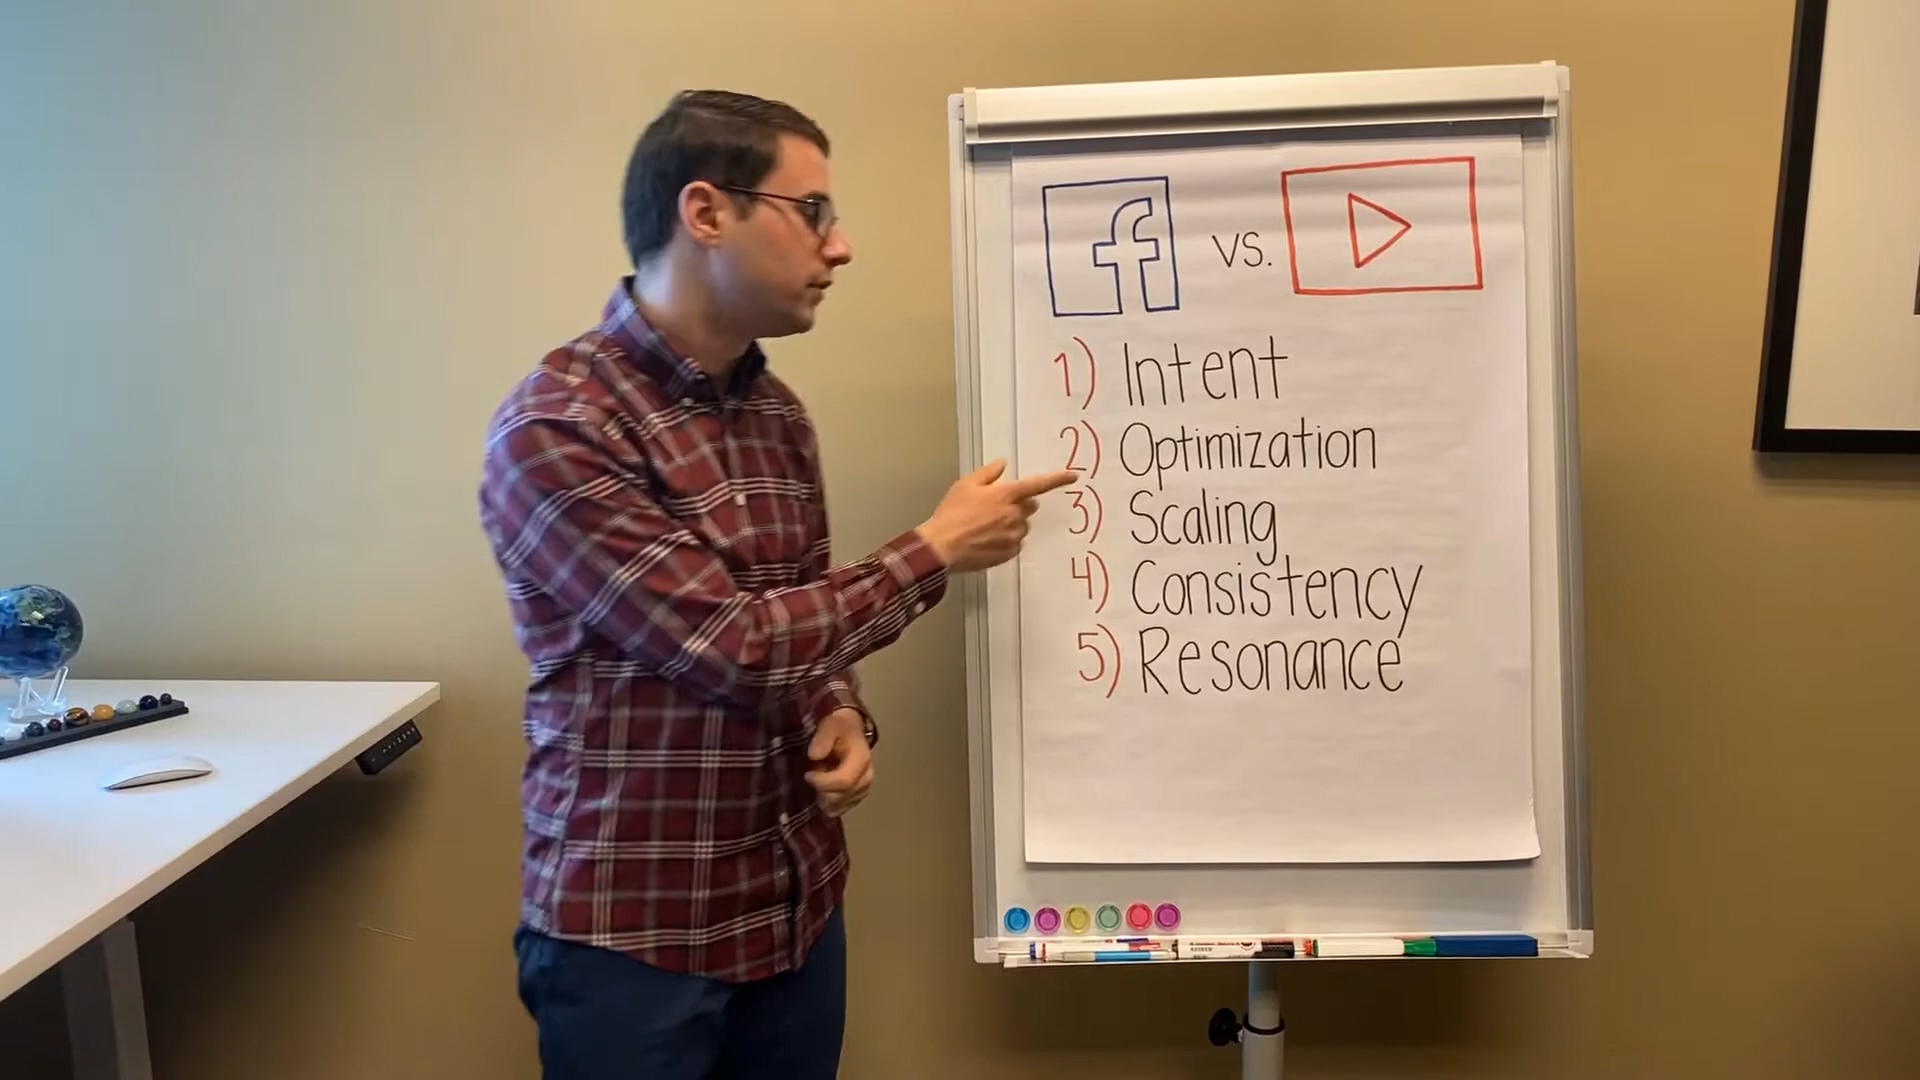 f vs.
1) Intent
2) Optimization
3) Scaling
4) Consistency
5) Resonance